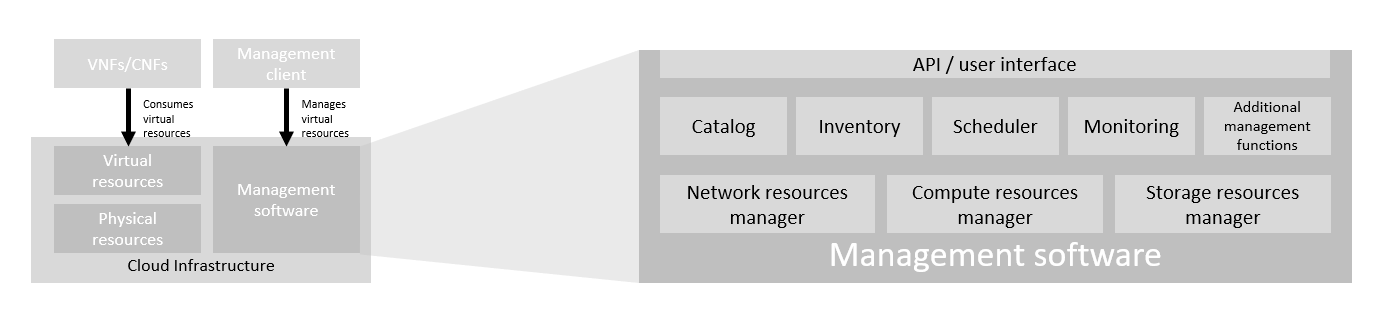 VNFs/CNFs
Management
client
Consumes
virtual
resources
Manages
virtual
resources
Virtual
resources
Physical
resources
Management
software
Cloud Infrastructure
API / user interface
Catalog
Inventory
Scheduler
Monitoring
Additional
management
functions
Network resources
manager
Compute resources
manager
Storage resources
manager
Management software